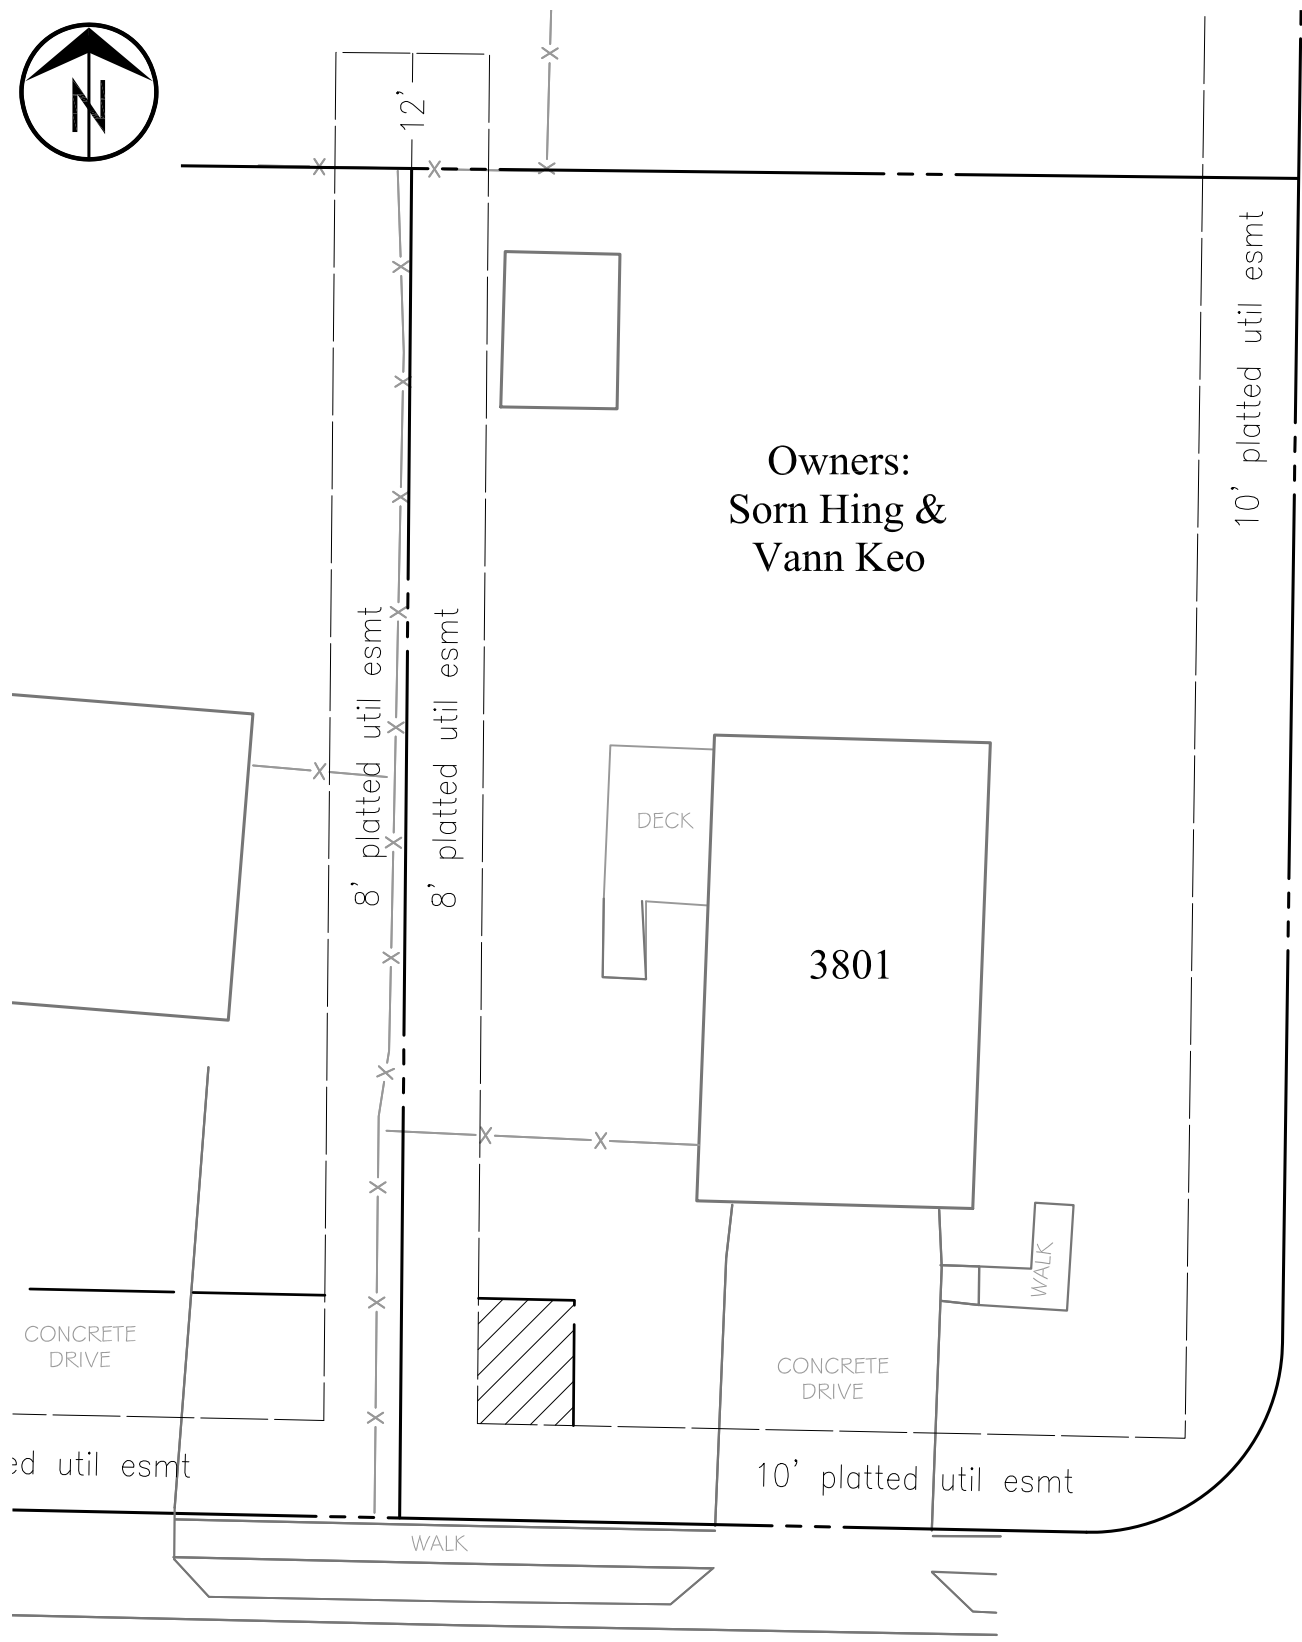 N
12'
10' platted util esmt
Owners:
Sorn Hing &
Vann Keo
8' platted util esmt
8' platted util esmt
DECK
3801
WALK
CONCRETE
DRIVE
CONCRETE
DRIVE
ed util esmt
10' platted util esmt
WALK